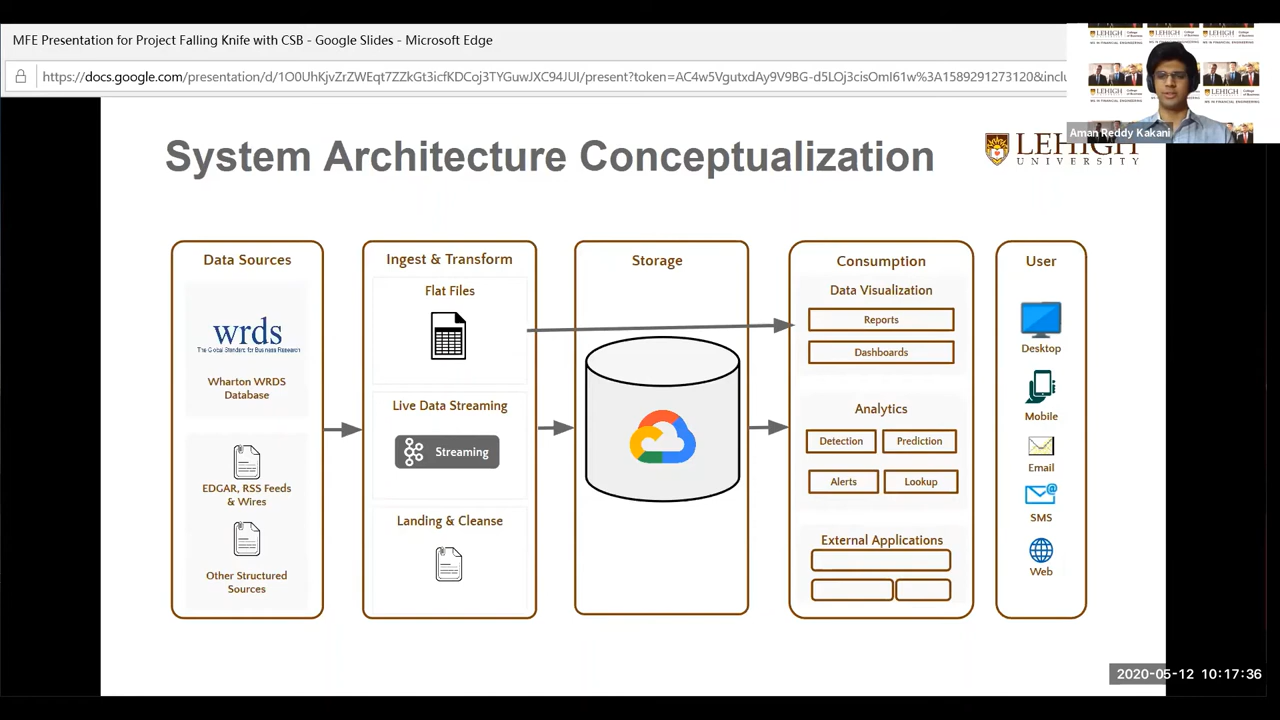 MFE Presentation for Project Falling Knife with CSB - Google Slides - Microsoft Edge
https://docs.google.com/presentation/d/1O0UhKjvZrZWEqt7ZZkGt3icfKDCoj3TYGuwJXC94JUI/present?token=AC4w5VgutxdAy9V9BG-d5LOj3cisOmI61w%3A1589291273120&inclu
Aman Reddy Kakani
System Architecture Conceptualization
LEHIGH
UNIVERSITY
Data Sources
wrds
The Global Standard for Business Research
Wharton WRDS
Database
EDGAR, RSS Feeds
& Wires
Other Structured
Sources
Ingest & Transform
Flat Files
Live Data Streaming
Streaming
Landing & Cleanse
Storage
Consumption
Data Visualization
Reports
Dashboards
Analytics
Detection
Prediction
Alerts
Lookup
External Applications
User
Desktop
Mobile
Email
SMS
Web
2020-05-12 10:17:36